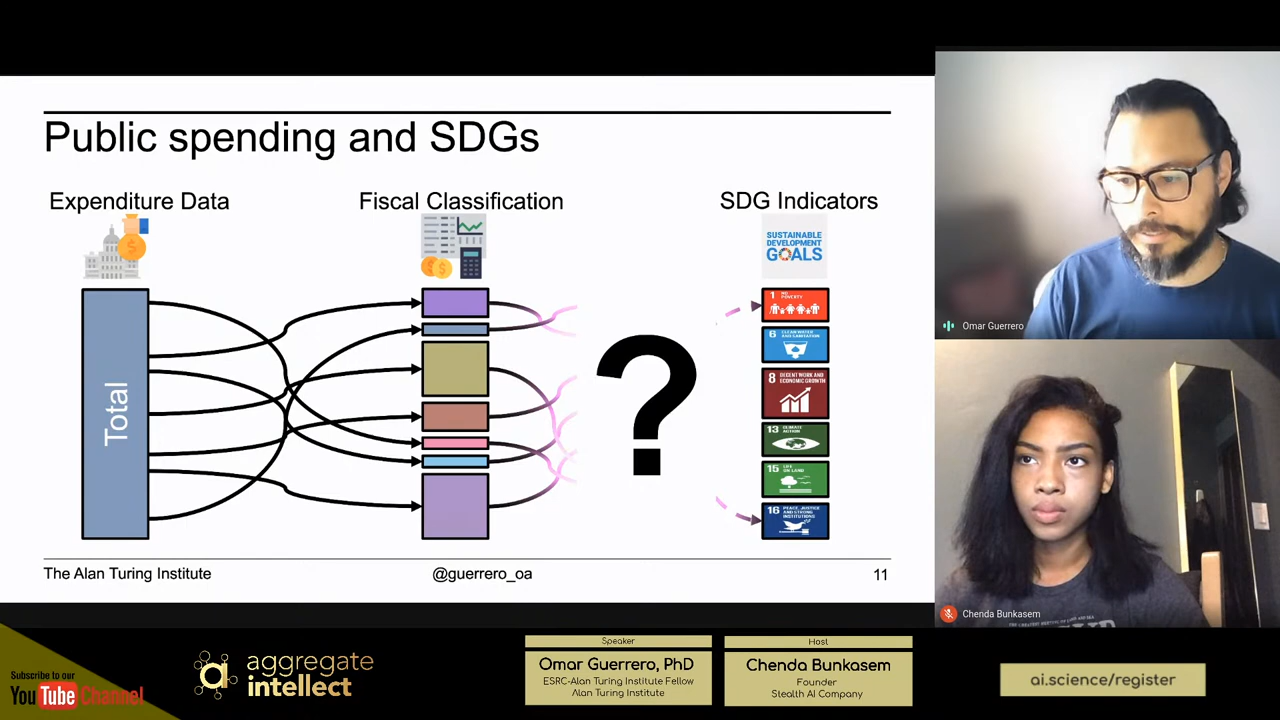 Public spending and SDGs
Expenditure Data
Fiscal Classification
SDG Indicators
SUSTAINABLE
DEVELOPMENT
GOALS
Total
1 NO
POVERTY
6 CLEAN WATER
AND SANITATION
8 DECENT WORK AND
ECONOMIC GROWTH
13 CLIMATE
ACTION
15 LIFE
ON LAND
16 PEACE, JUSTICE
AND STRONG
INSTITUTIONS
?
The Alan Turing Institute
@guerrero_oa
11
Omar Guerrero
Chenda Bunkasem
Subscribe to our
YouTube Channel
ai aggregate
intellect
Speaker
Omar Guerrero, PhD
ESRC-Alan Turing Institute Fellow
Alan Turing Institute
Host
Chenda Bunkasem
Founder
Stealth AI Company
ai.science/register